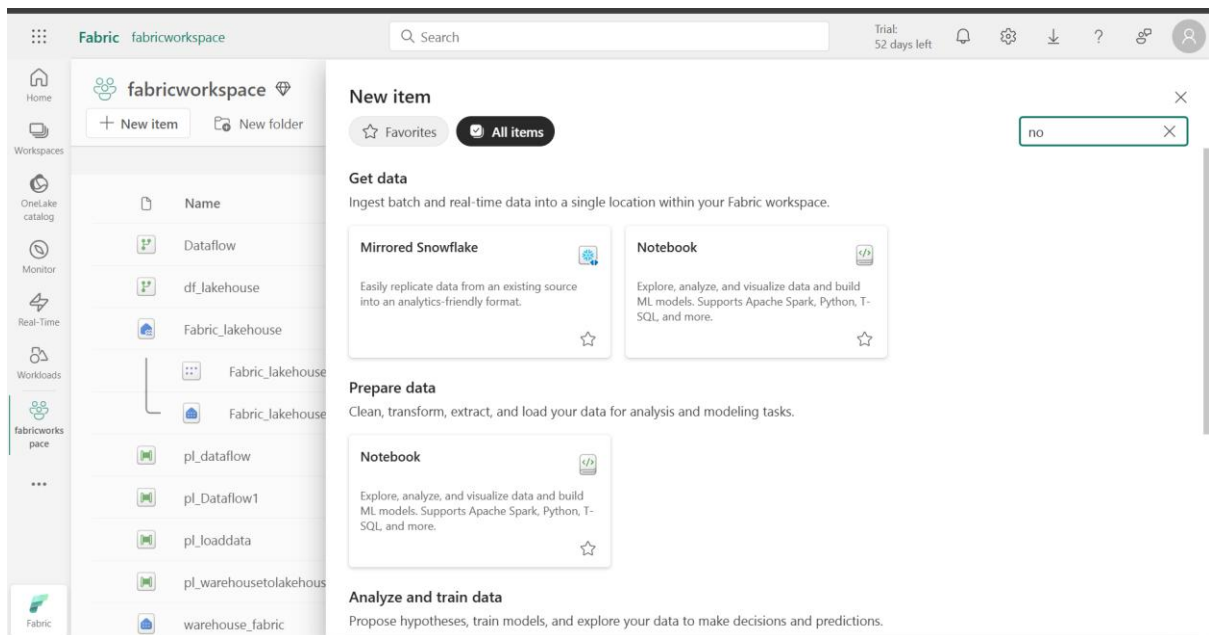 Fabric fabricworkspace
Search
Trial:
52 days left
Home
Workspaces
OneLake
catalog
Monitor
Real-Time
Workloads
fabricworks
pace
Fabric
fabricworkspace
New item
New folder
Name
Dataflow
df_lakehouse
Fabric_lakehouse
Fabric_lakehouse
Fabric_lakehouse
pl_dataflow
pl_Dataflow1
pl_loaddata
pl_warehousetolakehous
warehouse_fabric
New item
Favorites
All items
no
Get data
Ingest batch and real-time data into a single location within your Fabric workspace.
Mirrored Snowflake
Easily replicate data from an existing source
into an analytics-friendly format.
Notebook
Explore, analyze, and visualize data and build
ML models. Supports Apache Spark, Python, T-
SQL, and more.
Prepare data
Clean, transform, extract, and load your data for analysis and modeling tasks.
Notebook
Explore, analyze, and visualize data and build
ML models. Supports Apache Spark, Python, T-
SQL, and more.
Analyze and train data
Propose hypotheses, train models, and explore your data to make decisions and predictions.